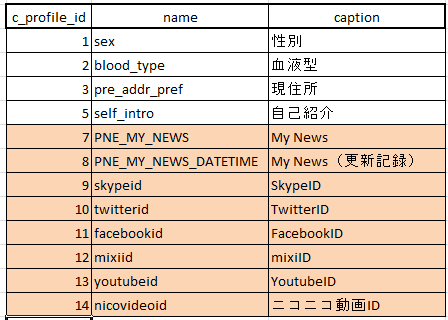 c_profile_id name caption
1 sex 性別
2 blood_type 血液型
3 pre_addr_pref 現住所
5 self_intro 自己紹介
7 PNE_MY_NEWS My News
8 PNE_MY_NEWS_DATETIME My News（更新記録）
9 skypeid SkypeID
10 twitterid TwitterID
11 facebookid FacebookID
12 mixiid mixiID
13 youtubeid YoutubeID
14 nicovideoid ニコニコ動画ID